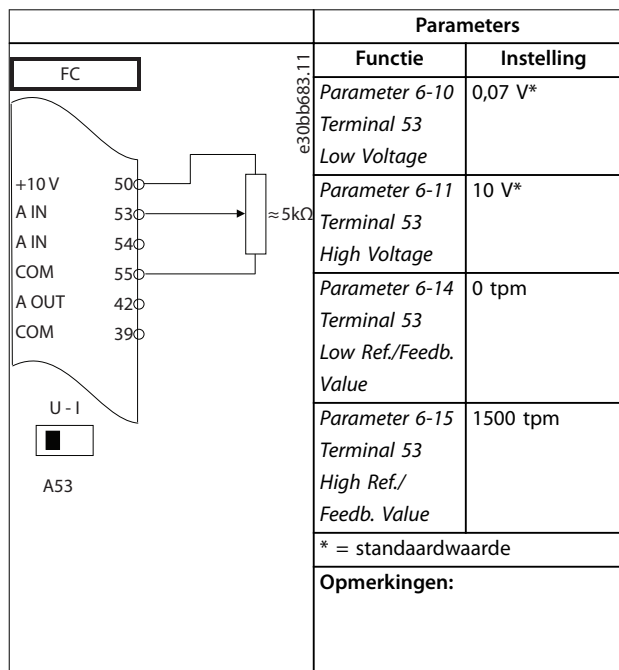 FC
+10 V 50
A IN 53
A IN 54
COM 55
A OUT 42
COM 39
≈5kΩ
U - I
A53
e30bb683.11
Parameters
Functie Instelling
Parameter 6-10 0,07 V*
Terminal 53
Low Voltage
Parameter 6-11 10 V*
Terminal 53
High Voltage
Parameter 6-14 0 tpm
Terminal 53
Low Ref./Feedb.
Value
Parameter 6-15 1500 tpm
Terminal 53
High Ref./
Feedb. Value
* = standaardwaarde
Opmerkingen: